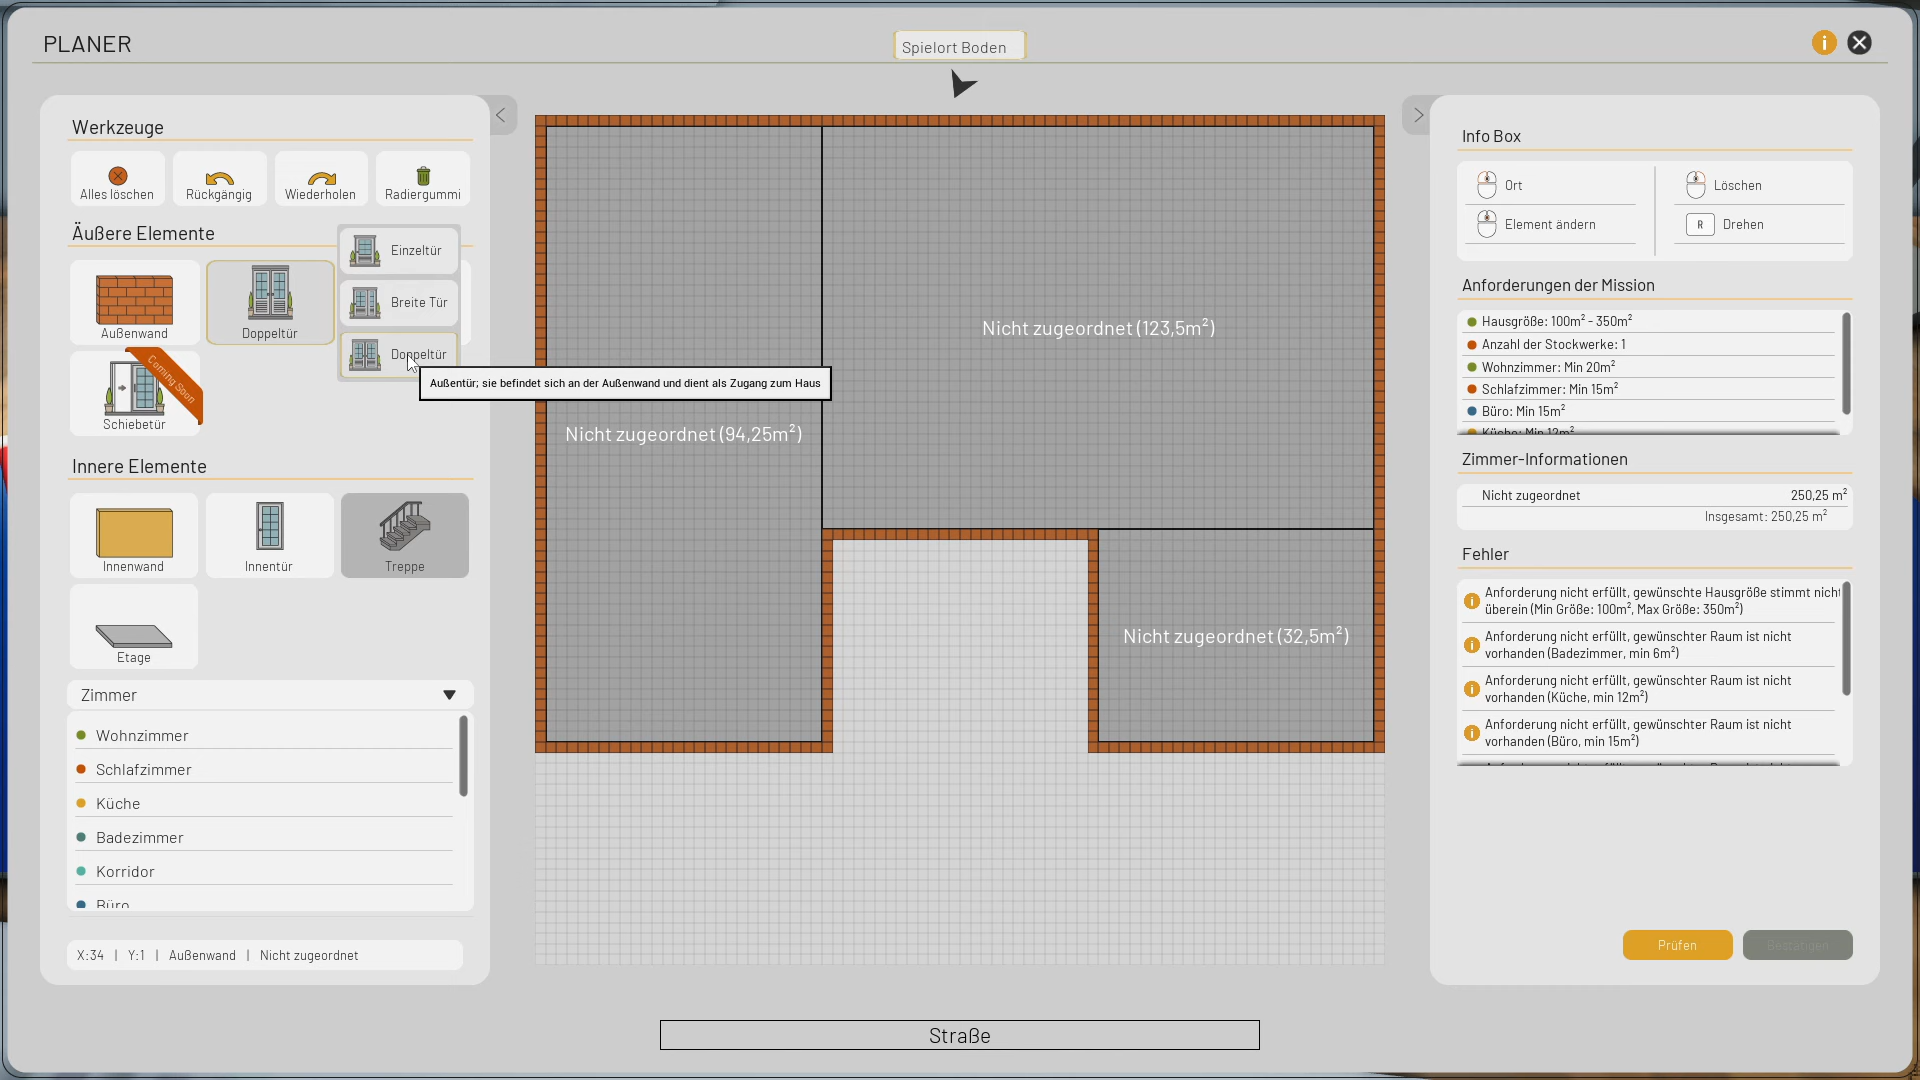 PLANER
Spielort Boden
i
Werkzeuge
Alles löschen
Rückgängig
Wiederholen
Radiergummi
Äußere Elemente
Außenwand
Doppeltür
Einzeltür
Breite Tür
Doppeltür
Coming Soon
Schiebetür
Außentür; sie befindet sich an der Außenwand und dient als Zugang zum Haus
Innere Elemente
Innenwand
Innentür
Treppe
Etage
Zimmer
Wohnzimmer
Schlafzimmer
Küche
Badezimmer
Korridor
Büro
X:34 | Y:1 | Außenwand | Nicht zugeordnet
Nicht zugeordnet (123,5m²)
Nicht zugeordnet (94,25m²)
Nicht zugeordnet (32,5m²)
Straße
Info Box
Ort
Löschen
Element ändern
R Drehen
Anforderungen der Mission
Hausgröße: 100m² - 350m²
Anzahl der Stockwerke: 1
Wohnzimmer: Min 20m²
Schlafzimmer: Min 15m²
Büro: Min 15m²
Küche: Min 12m²
Zimmer-Informationen
Nicht zugeordnet 250,25 m²
Insgesamt: 250,25 m²
Fehler
Anforderung nicht erfüllt, gewünschte Hausgröße stimmt nicht
überein (Min Größe: 100m², Max Größe: 350m²)
Anforderung nicht erfüllt, gewünschter Raum ist nicht
vorhanden (Badezimmer, min 6m²)
Anforderung nicht erfüllt, gewünschter Raum ist nicht
vorhanden (Küche, min 12m²)
Anforderung nicht erfüllt, gewünschter Raum ist nicht
vorhanden (Büro, min 15m²)
Prüfen
Bestätigen